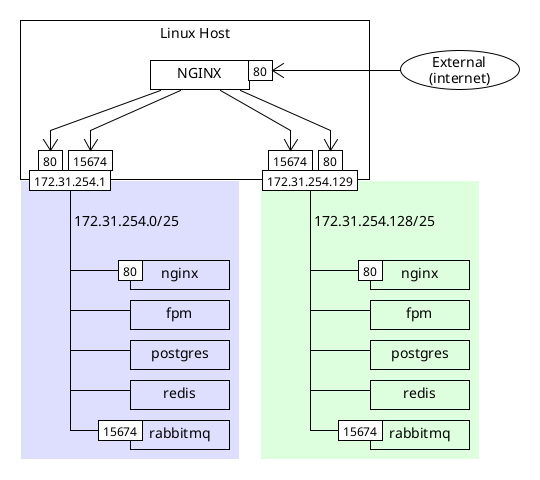 Linux Host
NGINX
80
External
(internet)
80
15674
15674
80
172.31.254.1
172.31.254.129
172.31.254.0/25
172.31.254.128/25
80
nginx
fpm
postgres
redis
15674
rabbitmq
80
nginx
fpm
postgres
redis
15674
rabbitmq